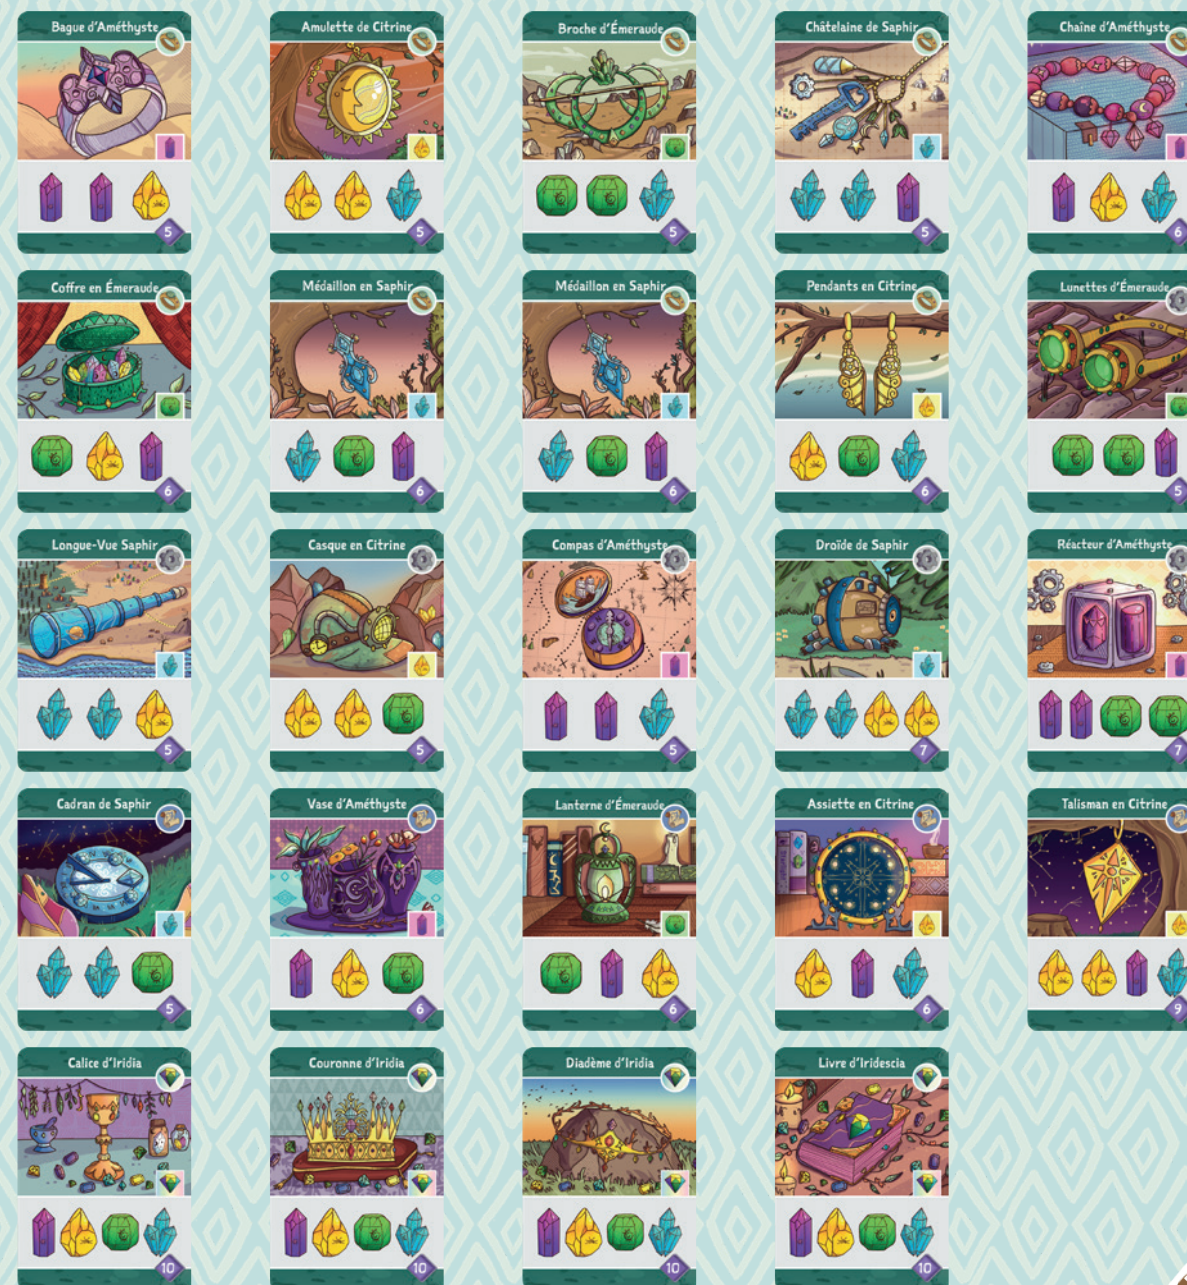 Bague d'Améthyste
5
Amulette de Citrine
5
Broche d'Émeraude
5
Châtelaine de Saphir
5
Chaîne d'Améthyste
6
Coffre en Émeraude
6
Médaillon en Saphir
6
Médaillon en Saphir
6
Pendants en Citrine
6
Lunettes d'Émeraude
5
Longue-Vue Saphir
5
Casque en Citrine
5
Compas d'Améthyste
5
Droïde de Saphir
7
Réacteur d'Améthyste
7
Cadran de Saphir
5
Vase d'Améthyste
6
Lanterne d'Émeraude
6
Assiette en Citrine
6
Talisman en Citrine
9
Calice d'Iridia
10
Couronne d'Iridia
10
Diadème d'Iridia
10
Livre d'Iridescia
10